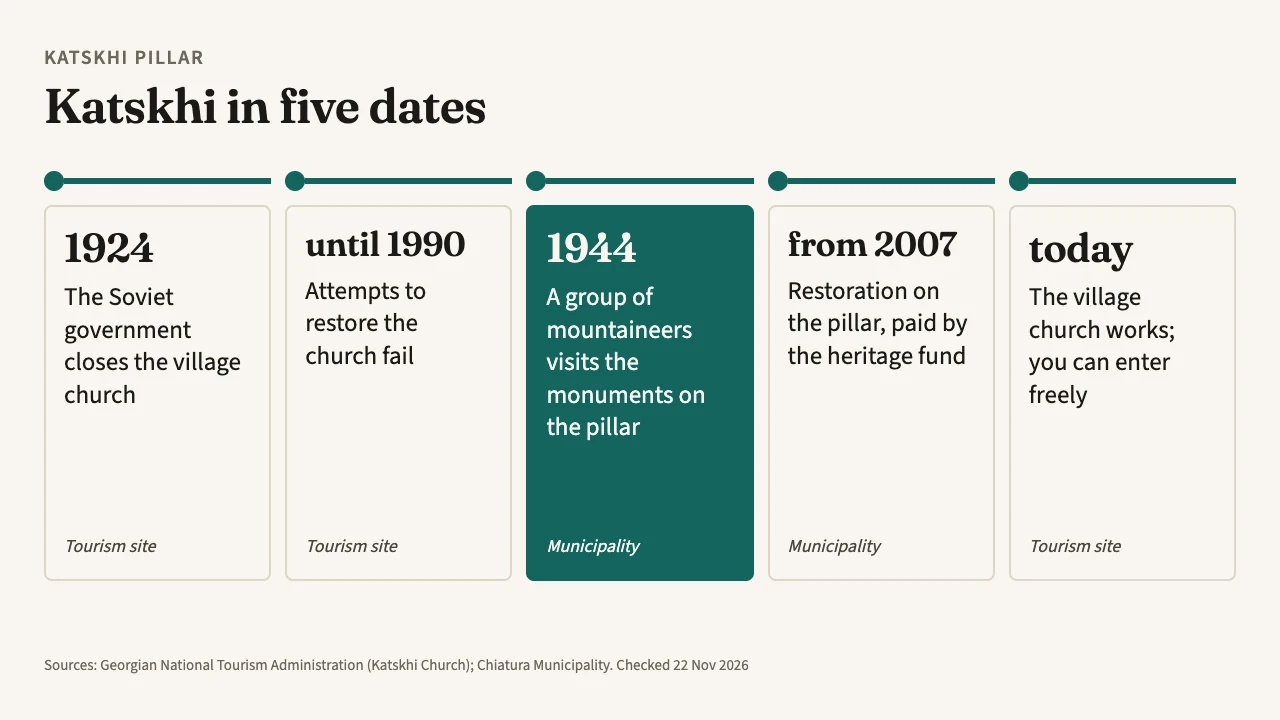 KATSKHI PILLAR
Katskhi in five dates
1924
The Soviet
government
closes the village
church
Tourism site
until 1990
Attempts to
restore the
church fail
Tourism site
1944
A group of
mountaineers
visits the
monuments on
the pillar
Municipality
from 2007
Restoration on
the pillar, paid by
the heritage fund
Municipality
today
The village
church works;
you can enter
freely
Tourism site
Sources: Georgian National Tourism Administration (Katskhi Church); Chiatura Municipality. Checked 22 Nov 2026